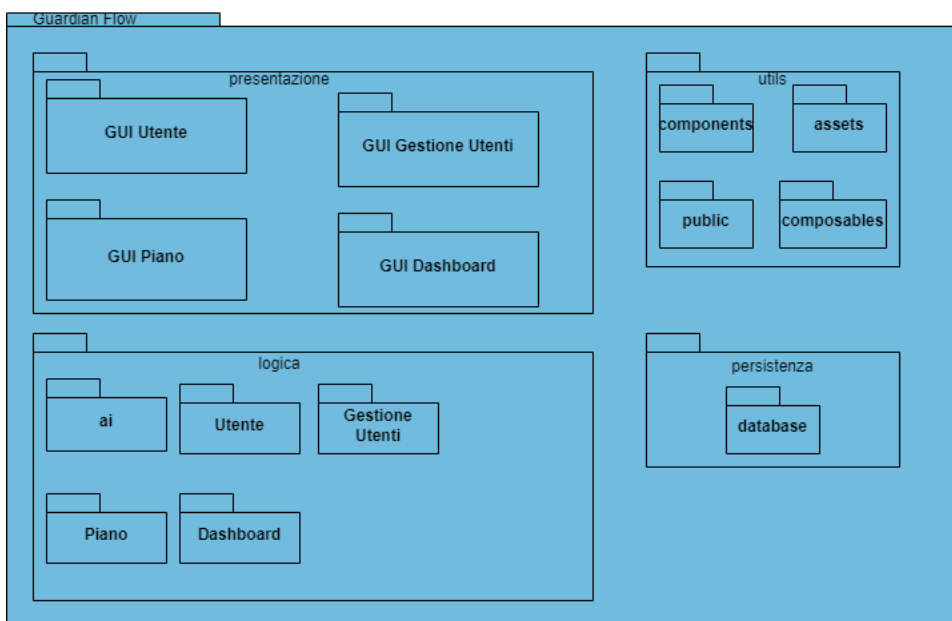 Guardian Flow
presentazione
GUI Utente
GUI Gestione Utenti
GUI Piano
GUI Dashboard
utils
components
assets
public
composables
logica
ai
Utente
Gestione
Utenti
Piano
Dashboard
persistenza
database